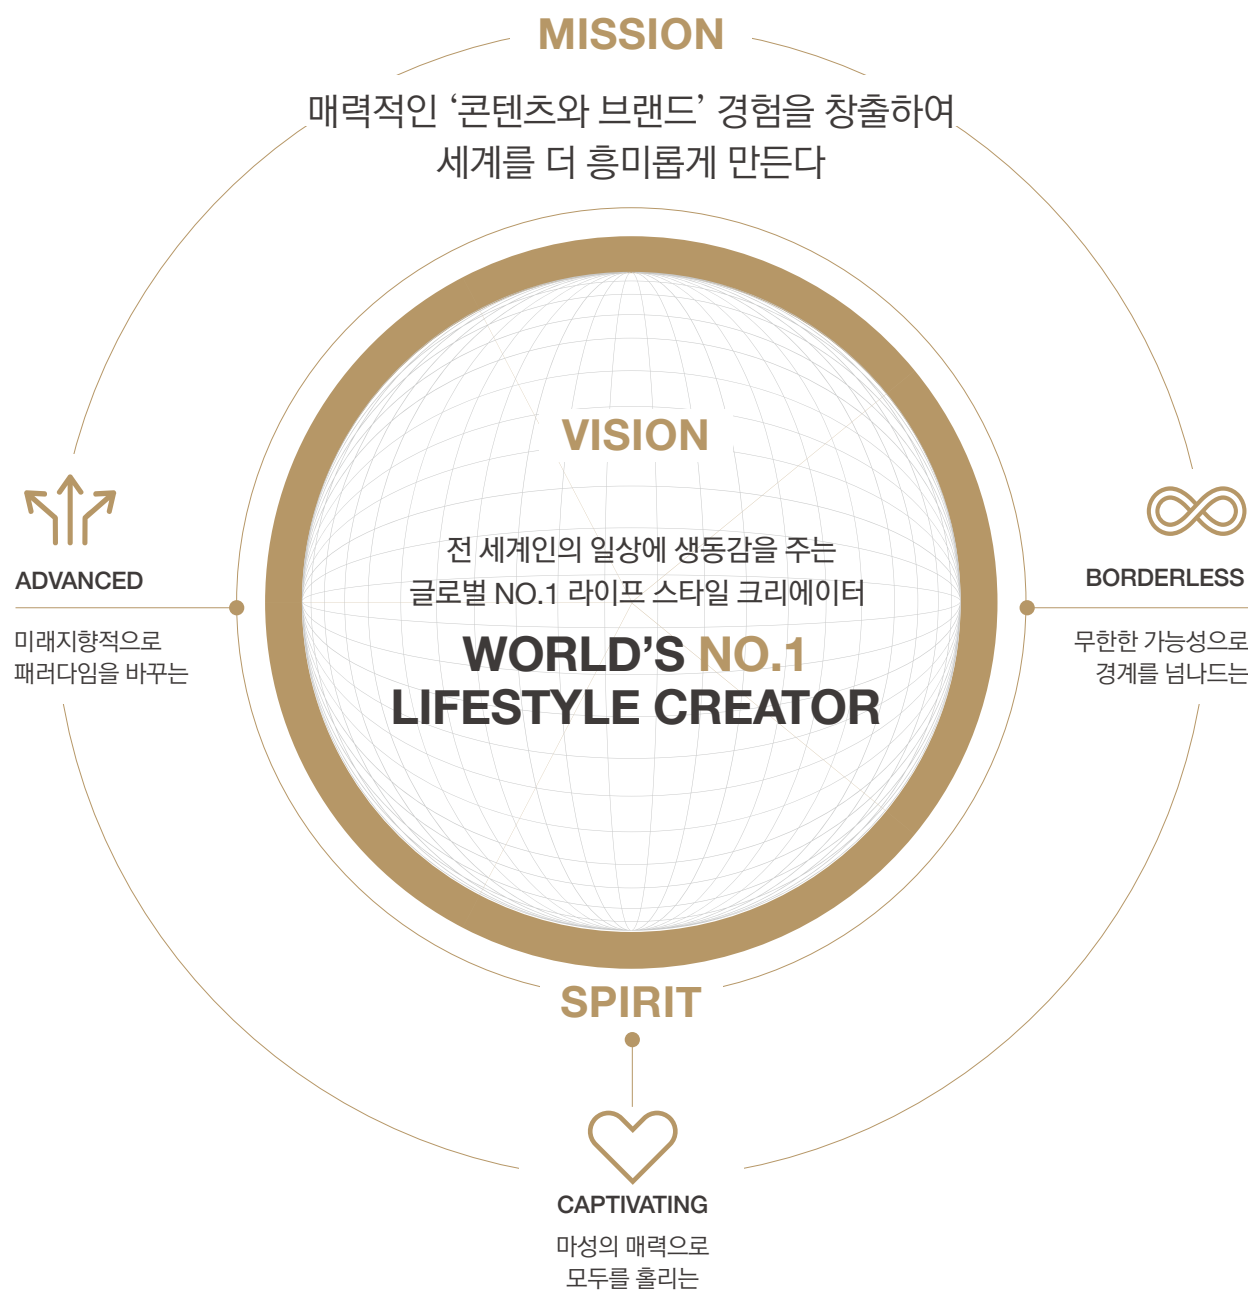 MISSION
매력적인 ‘콘텐츠와 브랜드’ 경험을 창출하여
세계를 더 흥미롭게 만든다
VISION
전 세계인의 일상에 생동감을 주는
글로벌 NO.1 라이프 스타일 크리에이터
WORLD’S NO.1
LIFESTYLE CREATOR
ADVANCED
미래지향적으로
패러다임을 바꾸는
BORDERLESS
무한한 가능성으로
경계를 넘나드는
SPIRIT
CAPTIVATING
마성의 매력으로
모두를 홀리는